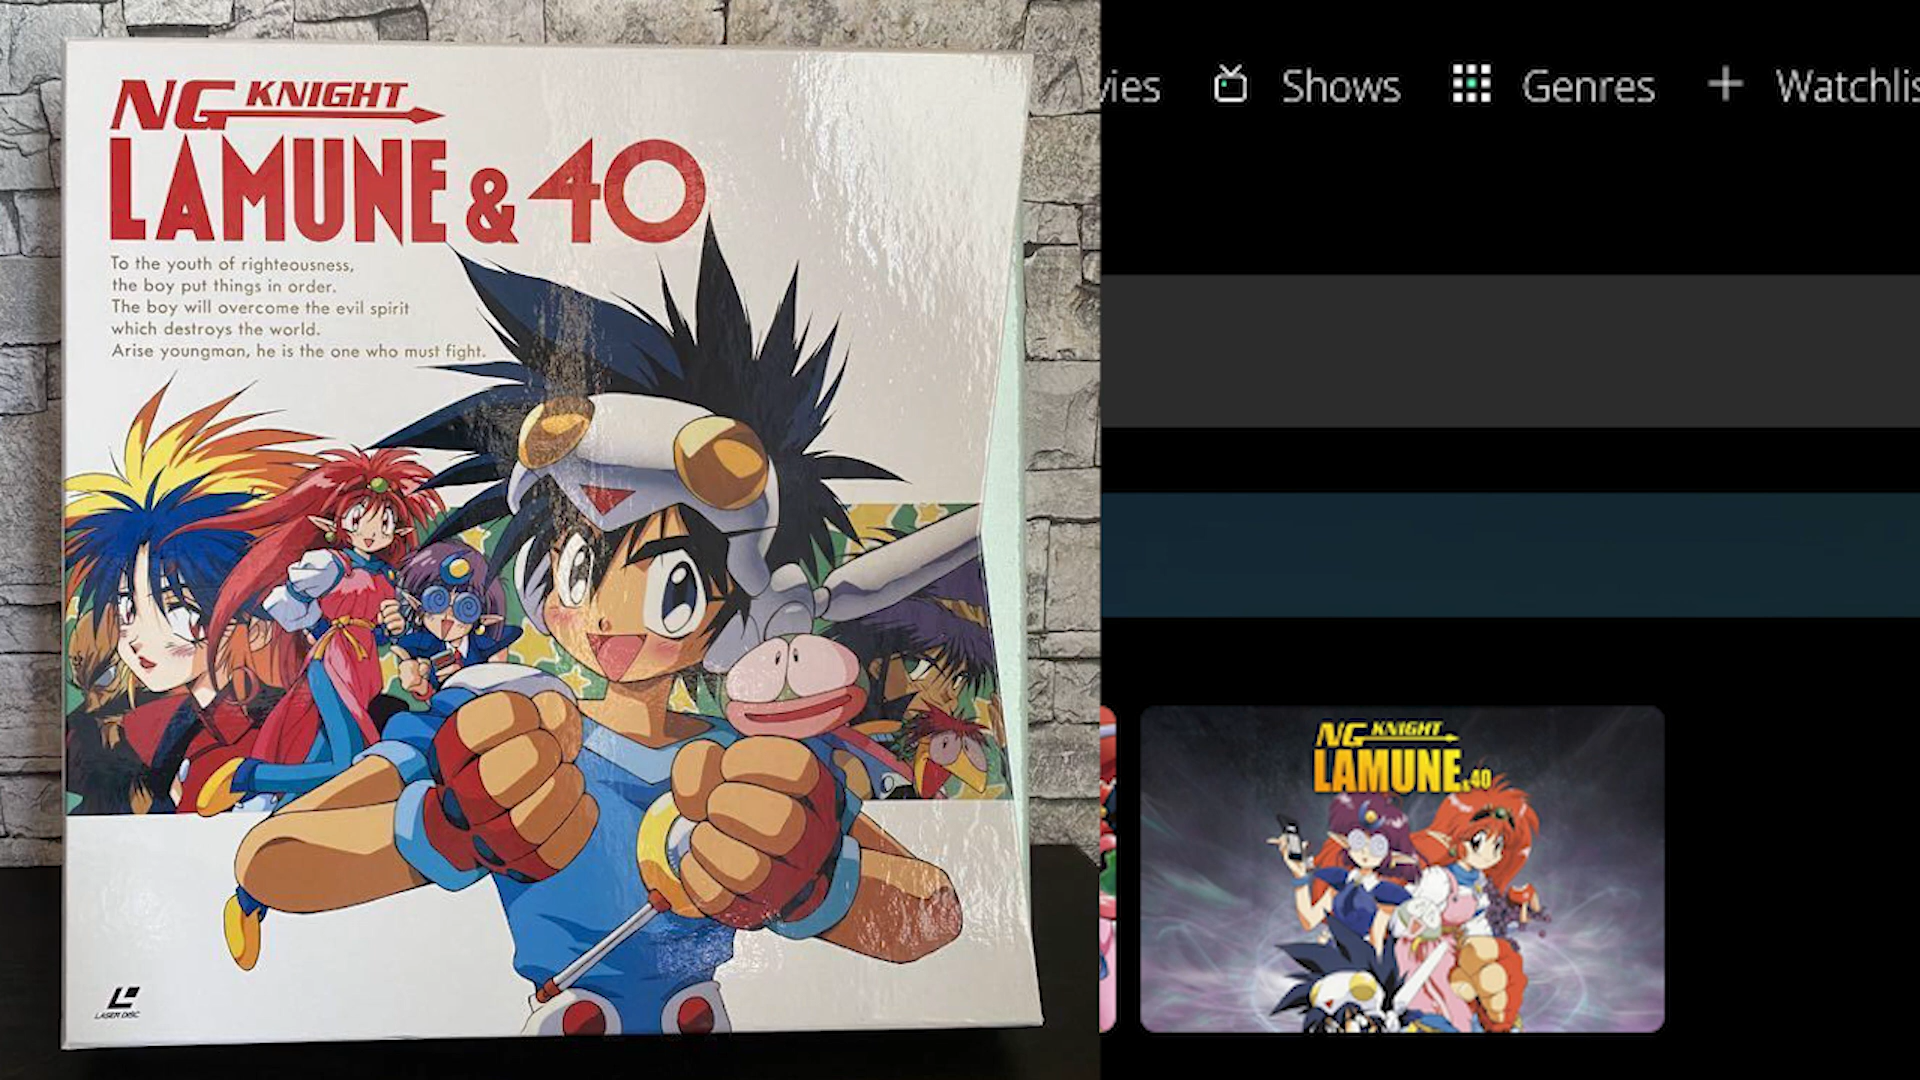 NG KNIGHT
LAMUNE & 40
To the youth of righteousness,
the boy put things in order.
The boy will overcome the evil spirit
which destroys the world.
Arise youngman, he is the one who must fight.
LASER DISC
vies
Shows
Genres
+ Watchlis
NG KNIGHT
LAMUNE & 40